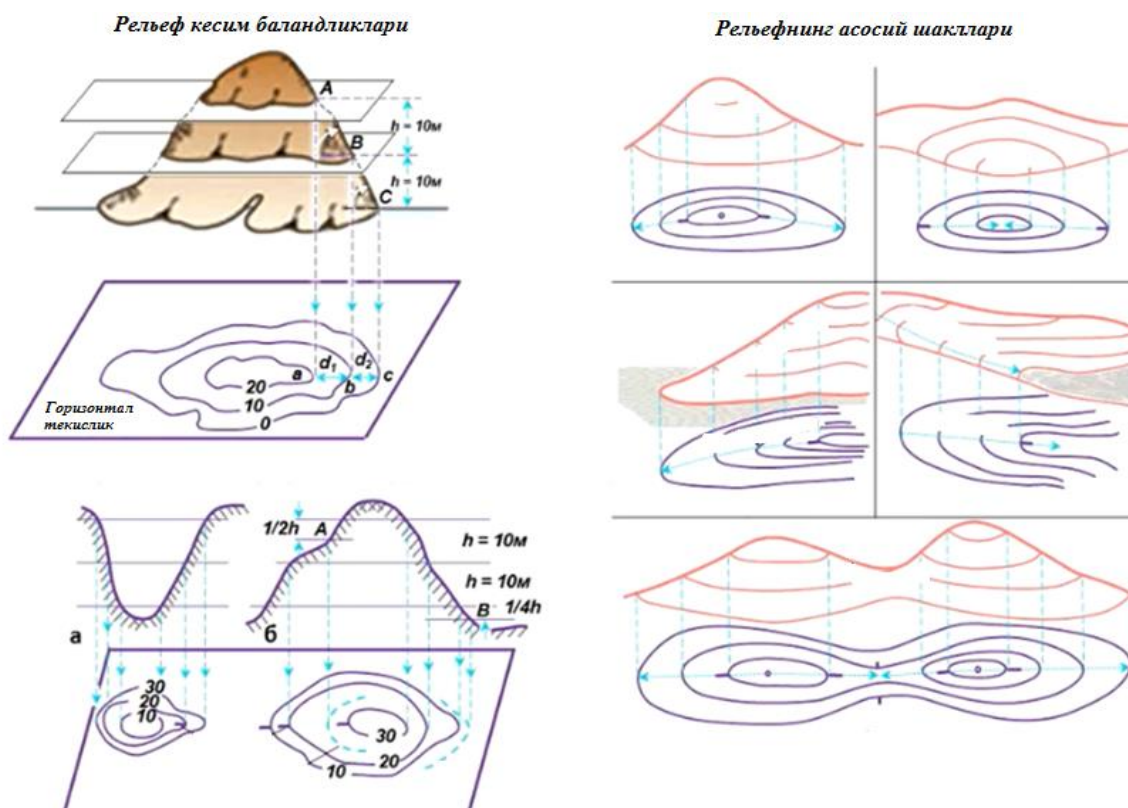 Рельеф кесим баландликлари
Рельефнинг асосий шакллари
A
h = 10м
B
h = 10м
C
a
d₁
d₂
b
c
20
10
0
Горизонтал
текислик
1/2h
A
h = 10м
h = 10м
B
1/4h
а
б
30
20
10
30
20
10